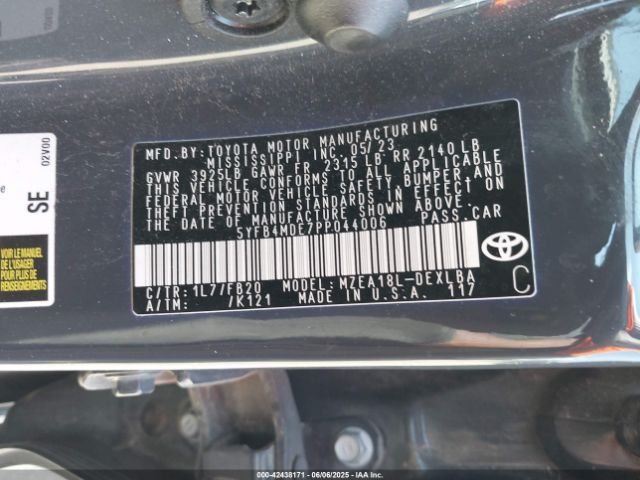 MFD. BY: TOYOTA MOTOR MANUFACTURING
MISSISSIPPI INC. 05/23
GVWR 3925LB GAWR FR 2315 LB RR 2140 LB
THIS VEHICLE CONFORMS TO ALL APPLICABLE
FEDERAL MOTOR VEHICLE SAFETY, BUMPER, AND
THEFT PREVENTION STANDARDS IN EFFECT ON
THE DATE OF MANUFACTURE SHOWN ABOVE.
5YFB4MDE7PP044006 PASS.CAR
C/TR: 1L7/FB20 MODEL: MZEA18L-DEXLBA
A/TM: /K121 MADE IN U.S.A. 117
C
02V00
SE
VOIR LE MANUEL
DE L'USAGER
POUR PLUS DE
RENSEIGNEMENTS
000-42438171 - 06/06/2025 - IAAI.COM